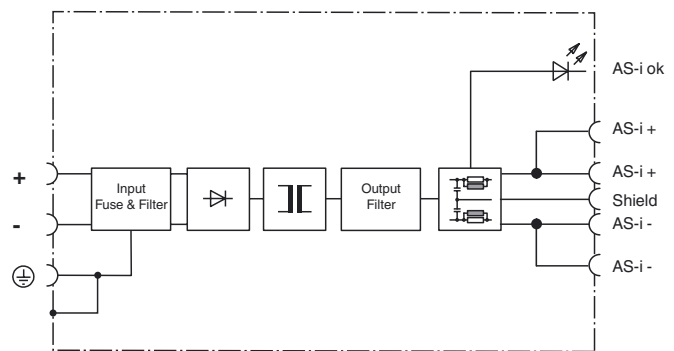 AS-i ok
AS-i +
+
Input
Fuse & Filter
Output
Filter
AS-i +
Shield
-
AS-i -
AS-i -